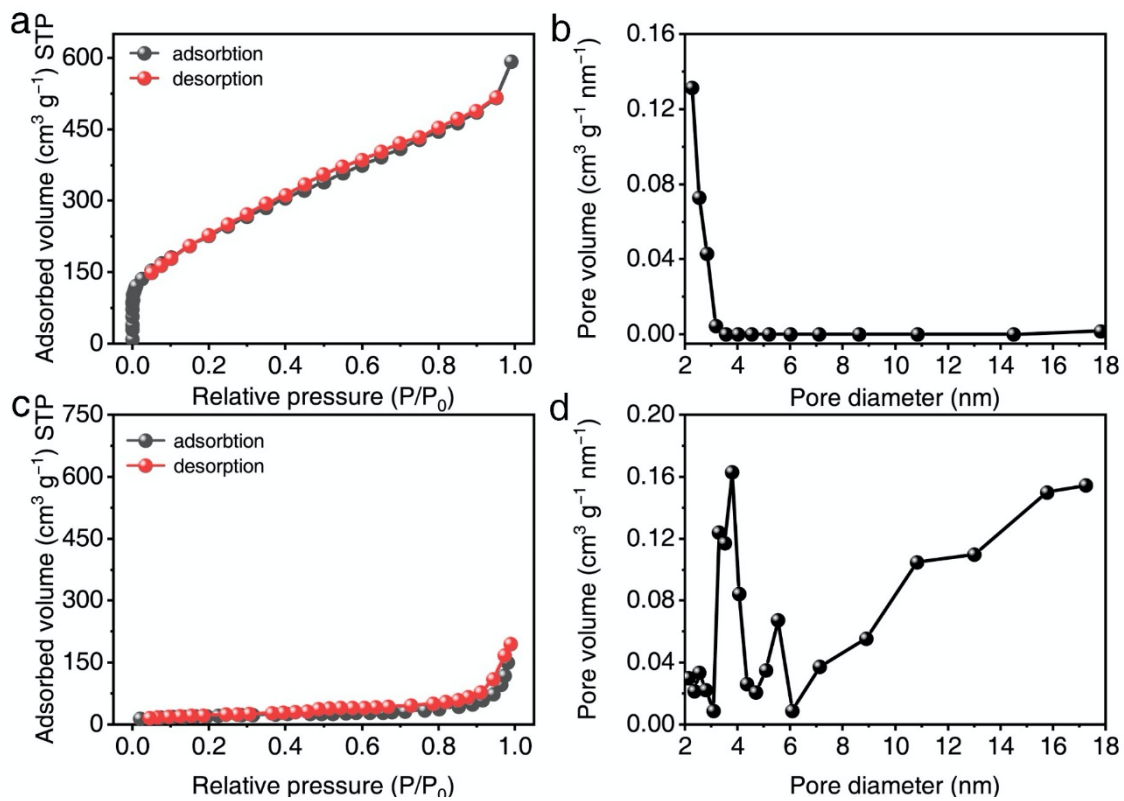 a
Adsorbed volume (cm³ g⁻¹) STP
600
450
300
150
0
adsorbtion
desorption
0.0 0.2 0.4 0.6 0.8 1.0
Relative pressure (P/P₀)
b
Pore volume (cm³ g⁻¹ nm⁻¹)
0.16
0.12
0.08
0.04
0.00
2 4 6 8 10 12 14 16 18
Pore diameter (nm)
c
Adsorbed volume (cm³ g⁻¹) STP
750
600
450
300
150
0
adsorbtion
desorption
0.0 0.2 0.4 0.6 0.8 1.0
Relative pressure (P/P₀)
d
Pore volume (cm³ g⁻¹ nm⁻¹)
0.20
0.16
0.12
0.08
0.04
0.00
2 4 6 8 10 12 14 16 18
Pore diameter (nm)